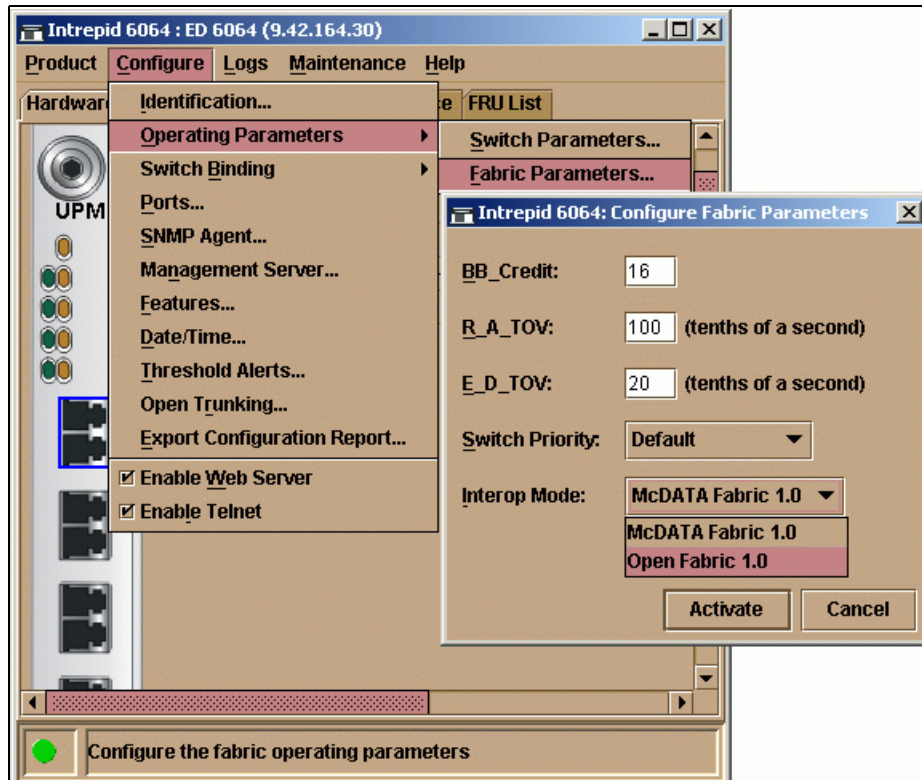 Intrepid 6064 : ED 6064 (9.42.164.30)
Product Configure Logs Maintenance Help
Hardwar
FRU List
Identification...
Operating Parameters
Switch Binding
Ports...
SNMP Agent...
Management Server...
Features...
Date/Time...
Threshold Alerts...
Open Trunking...
Export Configuration Report...
Enable Web Server
Enable Telnet
UPM
Switch Parameters...
Fabric Parameters...
Intrepid 6064: Configure Fabric Parameters
BB_Credit: 16
R_A_TOV: 100 (tenths of a second)
E_D_TOV: 20 (tenths of a second)
Switch Priority: Default
Interop Mode: McDATA Fabric 1.0
McDATA Fabric 1.0
Open Fabric 1.0
Activate Cancel
Configure the fabric operating parameters